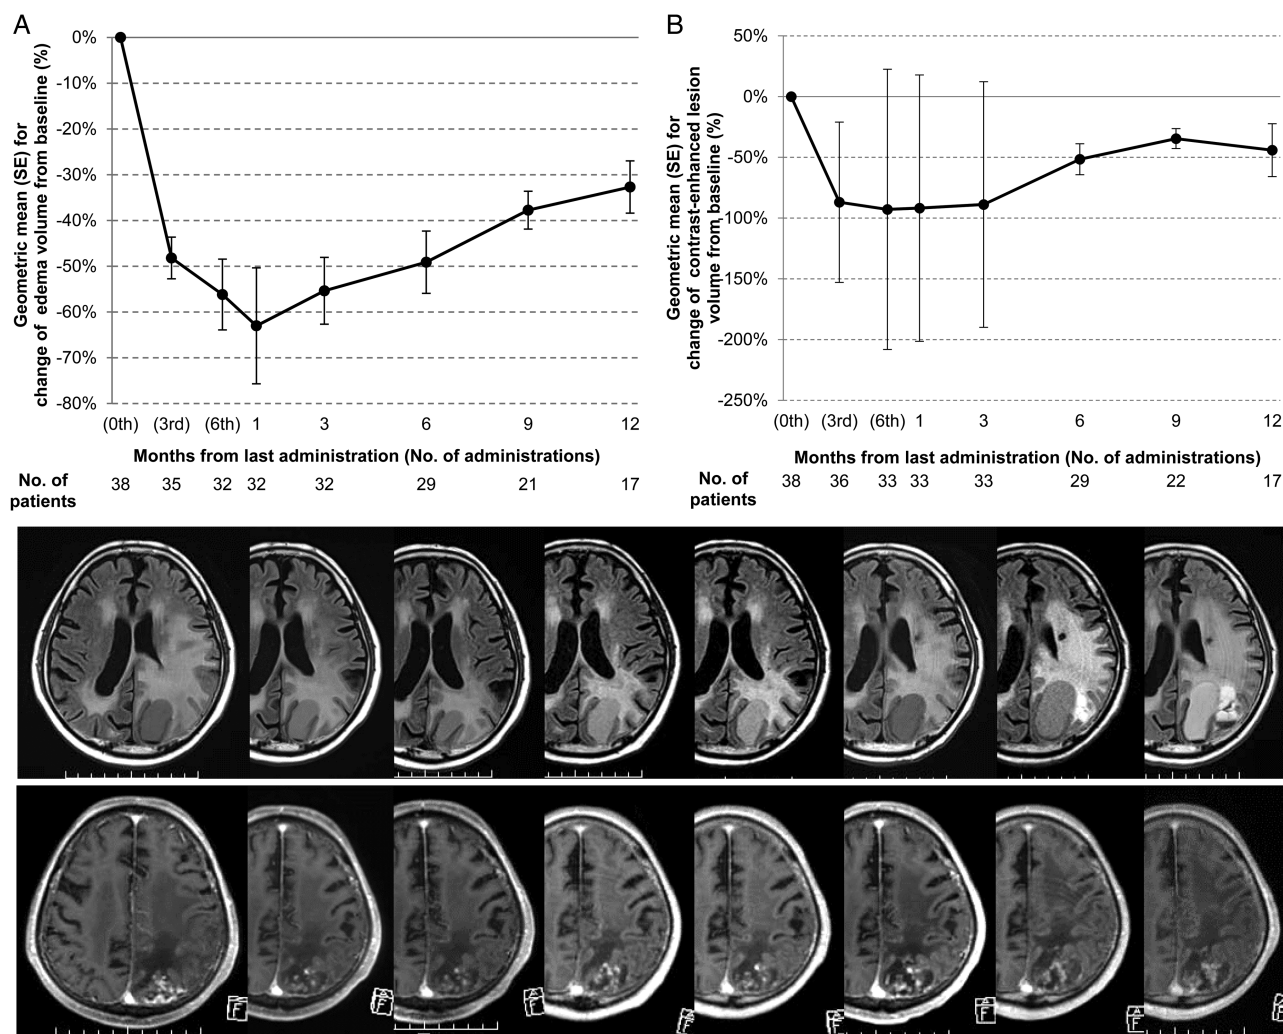 A
Geometric mean (SE) for
change of edema volume from baseline (%)
0%
-10%
-20%
-30%
-40%
-50%
-60%
-70%
-80%
(0th) (3rd) (6th) 1 3 6 9 12
Months from last administration (No. of administrations)
No. of
patients
38 35 32 32 32 29 21 17
B
Geometric mean (SE) for
change of contrast-enhanced lesion
volume from baseline (%)
50%
0%
-50%
-100%
-150%
-200%
-250%
(0th) (3rd) (6th) 1 3 6 9 12
Months from last administration (No. of administrations)
No. of
patients
38 36 33 33 33 29 22 17